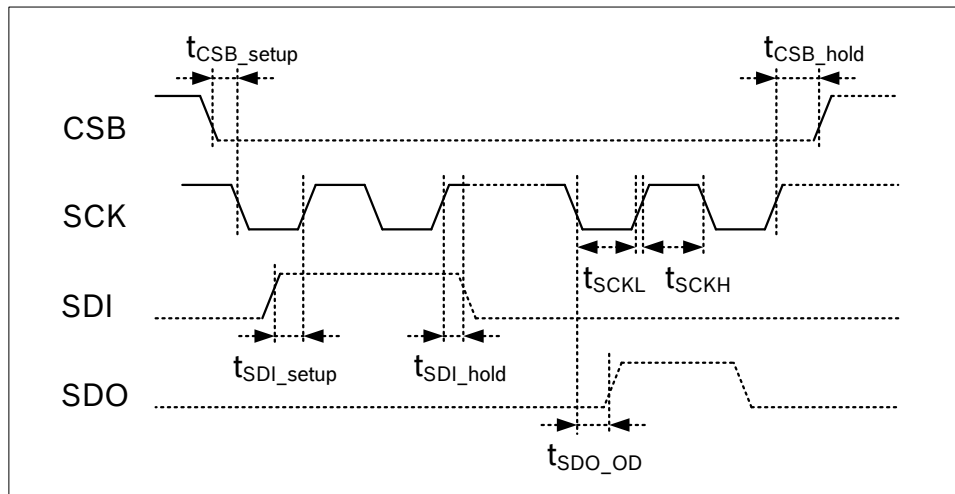 tCSB_setup
tCSB_hold
CSB
SCK
tSCKL
tSCKH
SDI
tSDI_setup
tSDI_hold
SDO
tSDO_OD